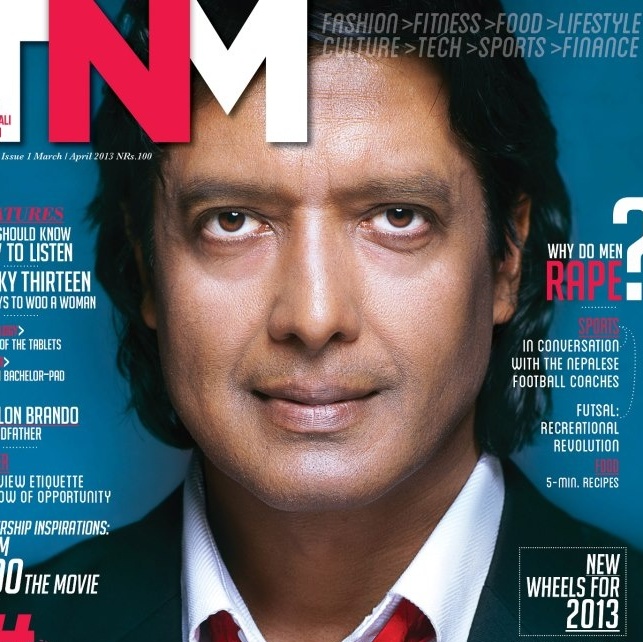 TNM
FASHION >FITNESS >FOOD >LIFESTYLE
CULTURE >TECH >SPORTS >FINANCE
ALI
Issue 1 March / April 2013 NRs.100
ATURES
SHOULD KNOW
TO LISTEN
KY THIRTEEN
YS TO WOO A WOMAN
OF THE TABLETS
BACHELOR-PAD
LON BRANDO
DFATHER
VIEW ETIQUETTE
OW OF OPPORTUNITY
RSHIP INSPIRATIONS:
M
00 THE MOVIE
#
WHY DO MEN
RAPE?
SPORTS
IN CONVERSATION
WITH THE NEPALESE
FOOTBALL COACHES
FUTSAL:
RECREATIONAL
REVOLUTION
FOOD
5-MIN. RECIPES
NEW
WHEELS FOR
2013